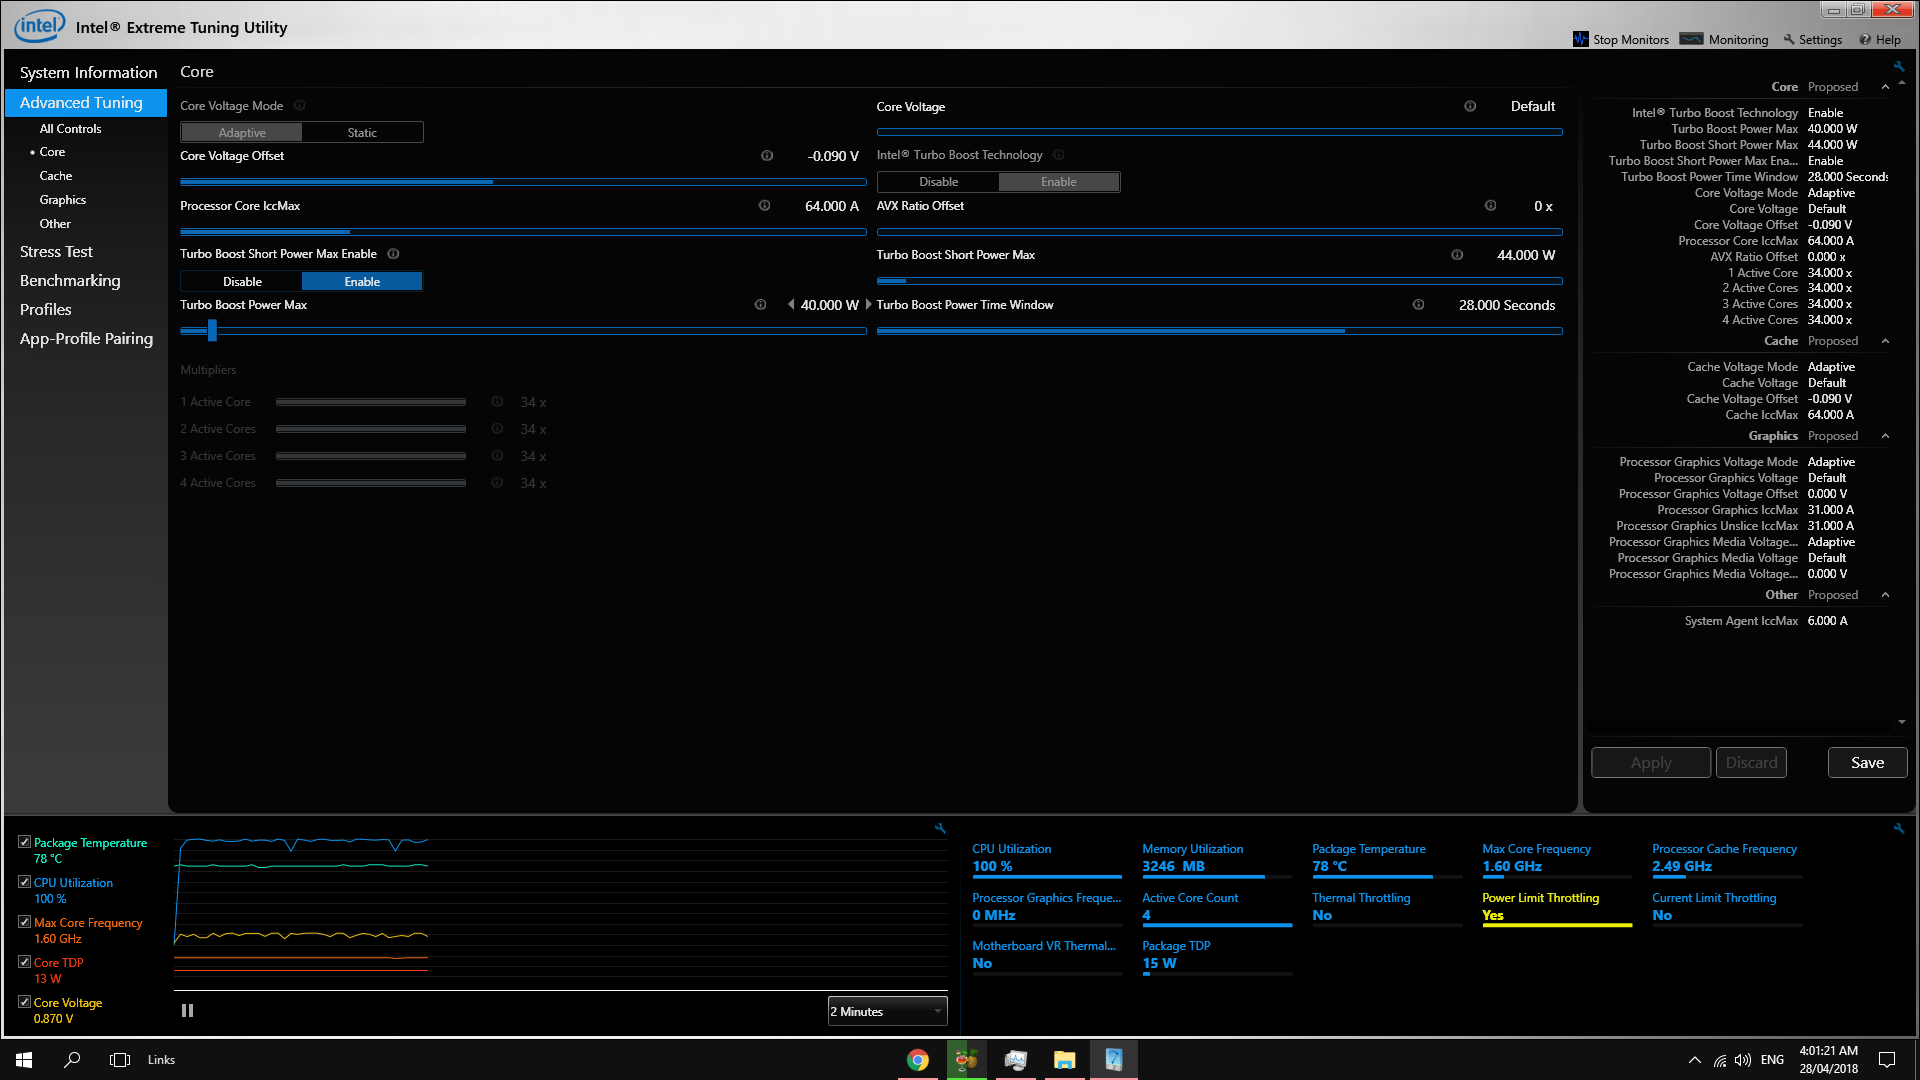 intel
Intel® Extreme Tuning Utility
Stop Monitors
Monitoring
Settings
Help
System Information
Advanced Tuning
All Controls
Core
Cache
Graphics
Other
Stress Test
Benchmarking
Profiles
App-Profile Pairing
Core
Core Voltage Mode
Adaptive Static
Core Voltage Offset -0.090 V
Processor Core IccMax 64.000 A
Turbo Boost Short Power Max Enable
Disable Enable
Turbo Boost Power Max 40.000 W
Core Voltage Default
Intel® Turbo Boost Technology
Disable Enable
AVX Ratio Offset 0 x
Turbo Boost Short Power Max 44.000 W
Turbo Boost Power Time Window 28.000 Seconds
Multipliers
1 Active Core 34 x
2 Active Cores 34 x
3 Active Cores 34 x
4 Active Cores 34 x
Core Proposed
Intel® Turbo Boost Technology Enable
Turbo Boost Power Max 40.000 W
Turbo Boost Short Power Max 44.000 W
Turbo Boost Short Power Max Ena... Enable
Turbo Boost Power Time Window 28.000 Seconds
Core Voltage Mode Adaptive
Core Voltage Default
Core Voltage Offset -0.090 V
Processor Core IccMax 64.000 A
AVX Ratio Offset 0.000 x
1 Active Core 34.000 x
2 Active Cores 34.000 x
3 Active Cores 34.000 x
4 Active Cores 34.000 x
Cache Proposed
Cache Voltage Mode Adaptive
Cache Voltage Default
Cache Voltage Offset -0.090 V
Cache IccMax 64.000 A
Graphics Proposed
Processor Graphics Voltage Mode Adaptive
Processor Graphics Voltage Default
Processor Graphics Voltage Offset 0.000 V
Processor Graphics IccMax 31.000 A
Processor Graphics Unslice IccMax 31.000 A
Processor Graphics Media Voltage... Adaptive
Processor Graphics Media Voltage Default
Processor Graphics Media Voltage... 0.000 V
Other Proposed
System Agent IccMax 6.000 A
Apply
Discard
Save
Package Temperature
78 °C
CPU Utilization
100 %
Max Core Frequency
1.60 GHz
Core TDP
13 W
Core Voltage
0.870 V
2 Minutes
CPU Utilization
100 %
Memory Utilization
3246 MB
Package Temperature
78 °C
Max Core Frequency
1.60 GHz
Processor Cache Frequency
2.49 GHz
Processor Graphics Freque...
0 MHz
Active Core Count
4
Thermal Throttling
No
Power Limit Throttling
Yes
Current Limit Throttling
No
Motherboard VR Thermal...
No
Package TDP
15 W
Links
ENG
4:01:21 AM
28/04/2018